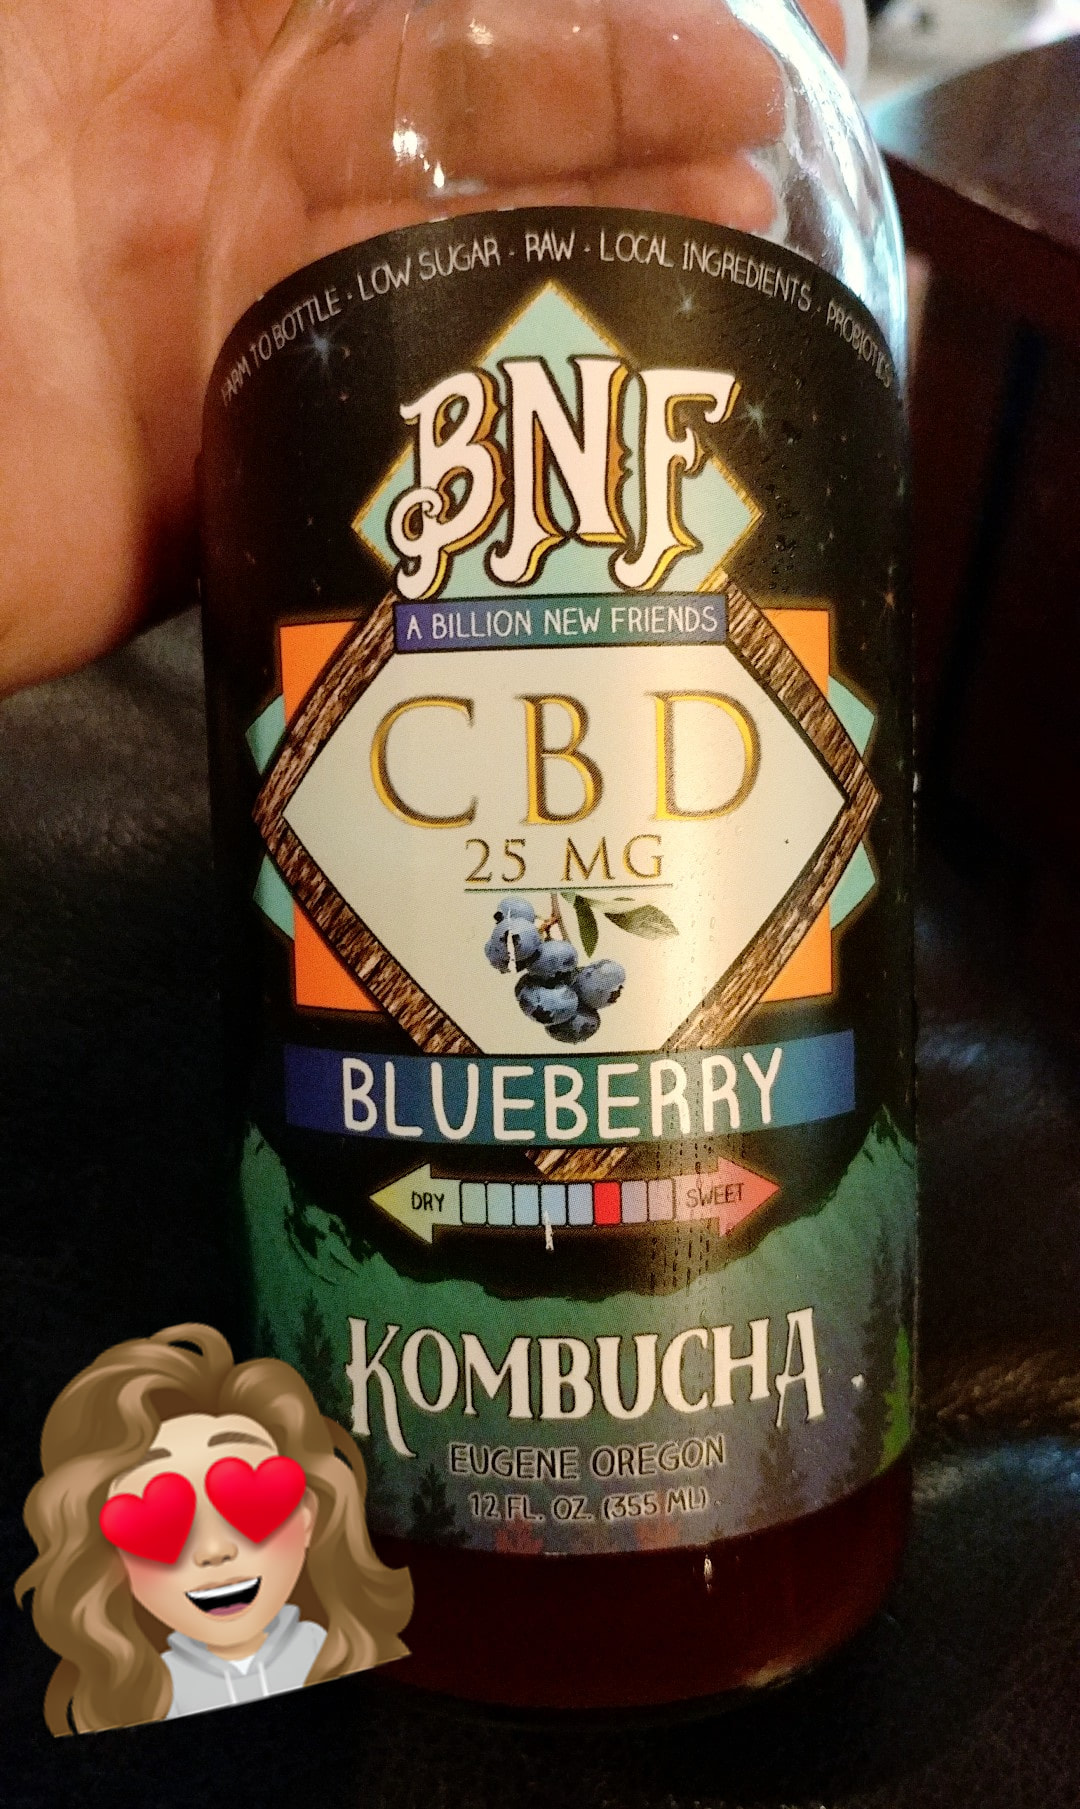 FARM TO BOTTLE · LOW SUGAR · RAW · LOCAL INGREDIENTS · PROBIOTICS
BNF
A BILLION NEW FRIENDS
CBD
25 MG
BLUEBERRY
DRY SWEET
KOMBUCHA
EUGENE OREGON
12 FL. OZ. (355 ML)